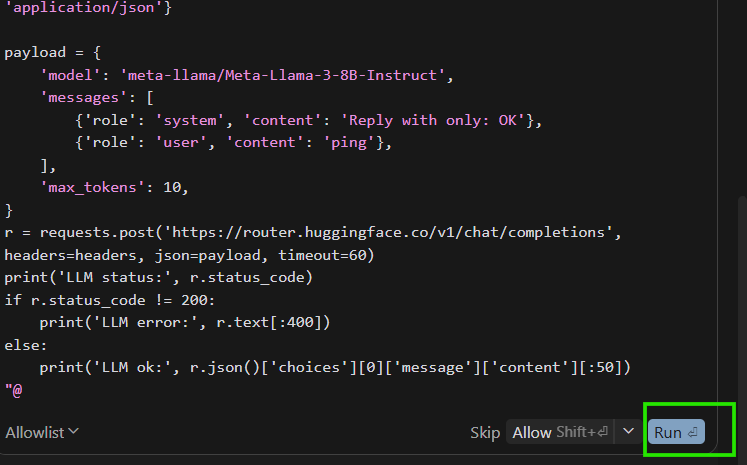 'application/json'}

payload = {
    'model': 'meta-llama/Meta-Llama-3-8B-Instruct',
    'messages': [
        {'role': 'system', 'content': 'Reply with only: OK'},
        {'role': 'user', 'content': 'ping'},
    ],
    'max_tokens': 10,
}
r = requests.post('https://router.huggingface.co/v1/chat/completions',
headers=headers, json=payload, timeout=60)
print('LLM status:', r.status_code)
if r.status_code != 200:
    print('LLM error:', r.text[:400])
else:
    print('LLM ok:', r.json()['choices'][0]['message']['content'][:50])
"@
Allowlist Skip Allow Shift+⏎ Run ⏎